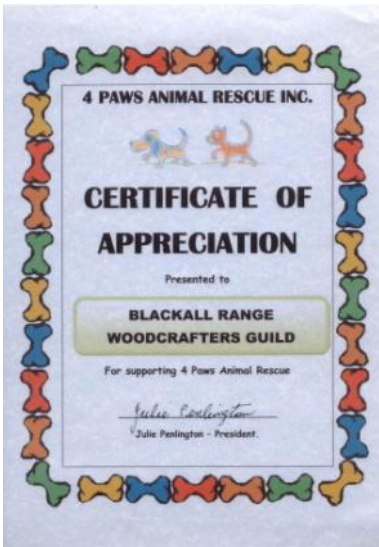 4 PAWS ANIMAL RESCUE INC.
CERTIFICATE OF
APPRECIATION
Presented to
BLACKALL RANGE
WOODCRAFTERS GUILD
For supporting 4 Paws Animal Rescue
Julie Penlington
Julie Penlington - President.